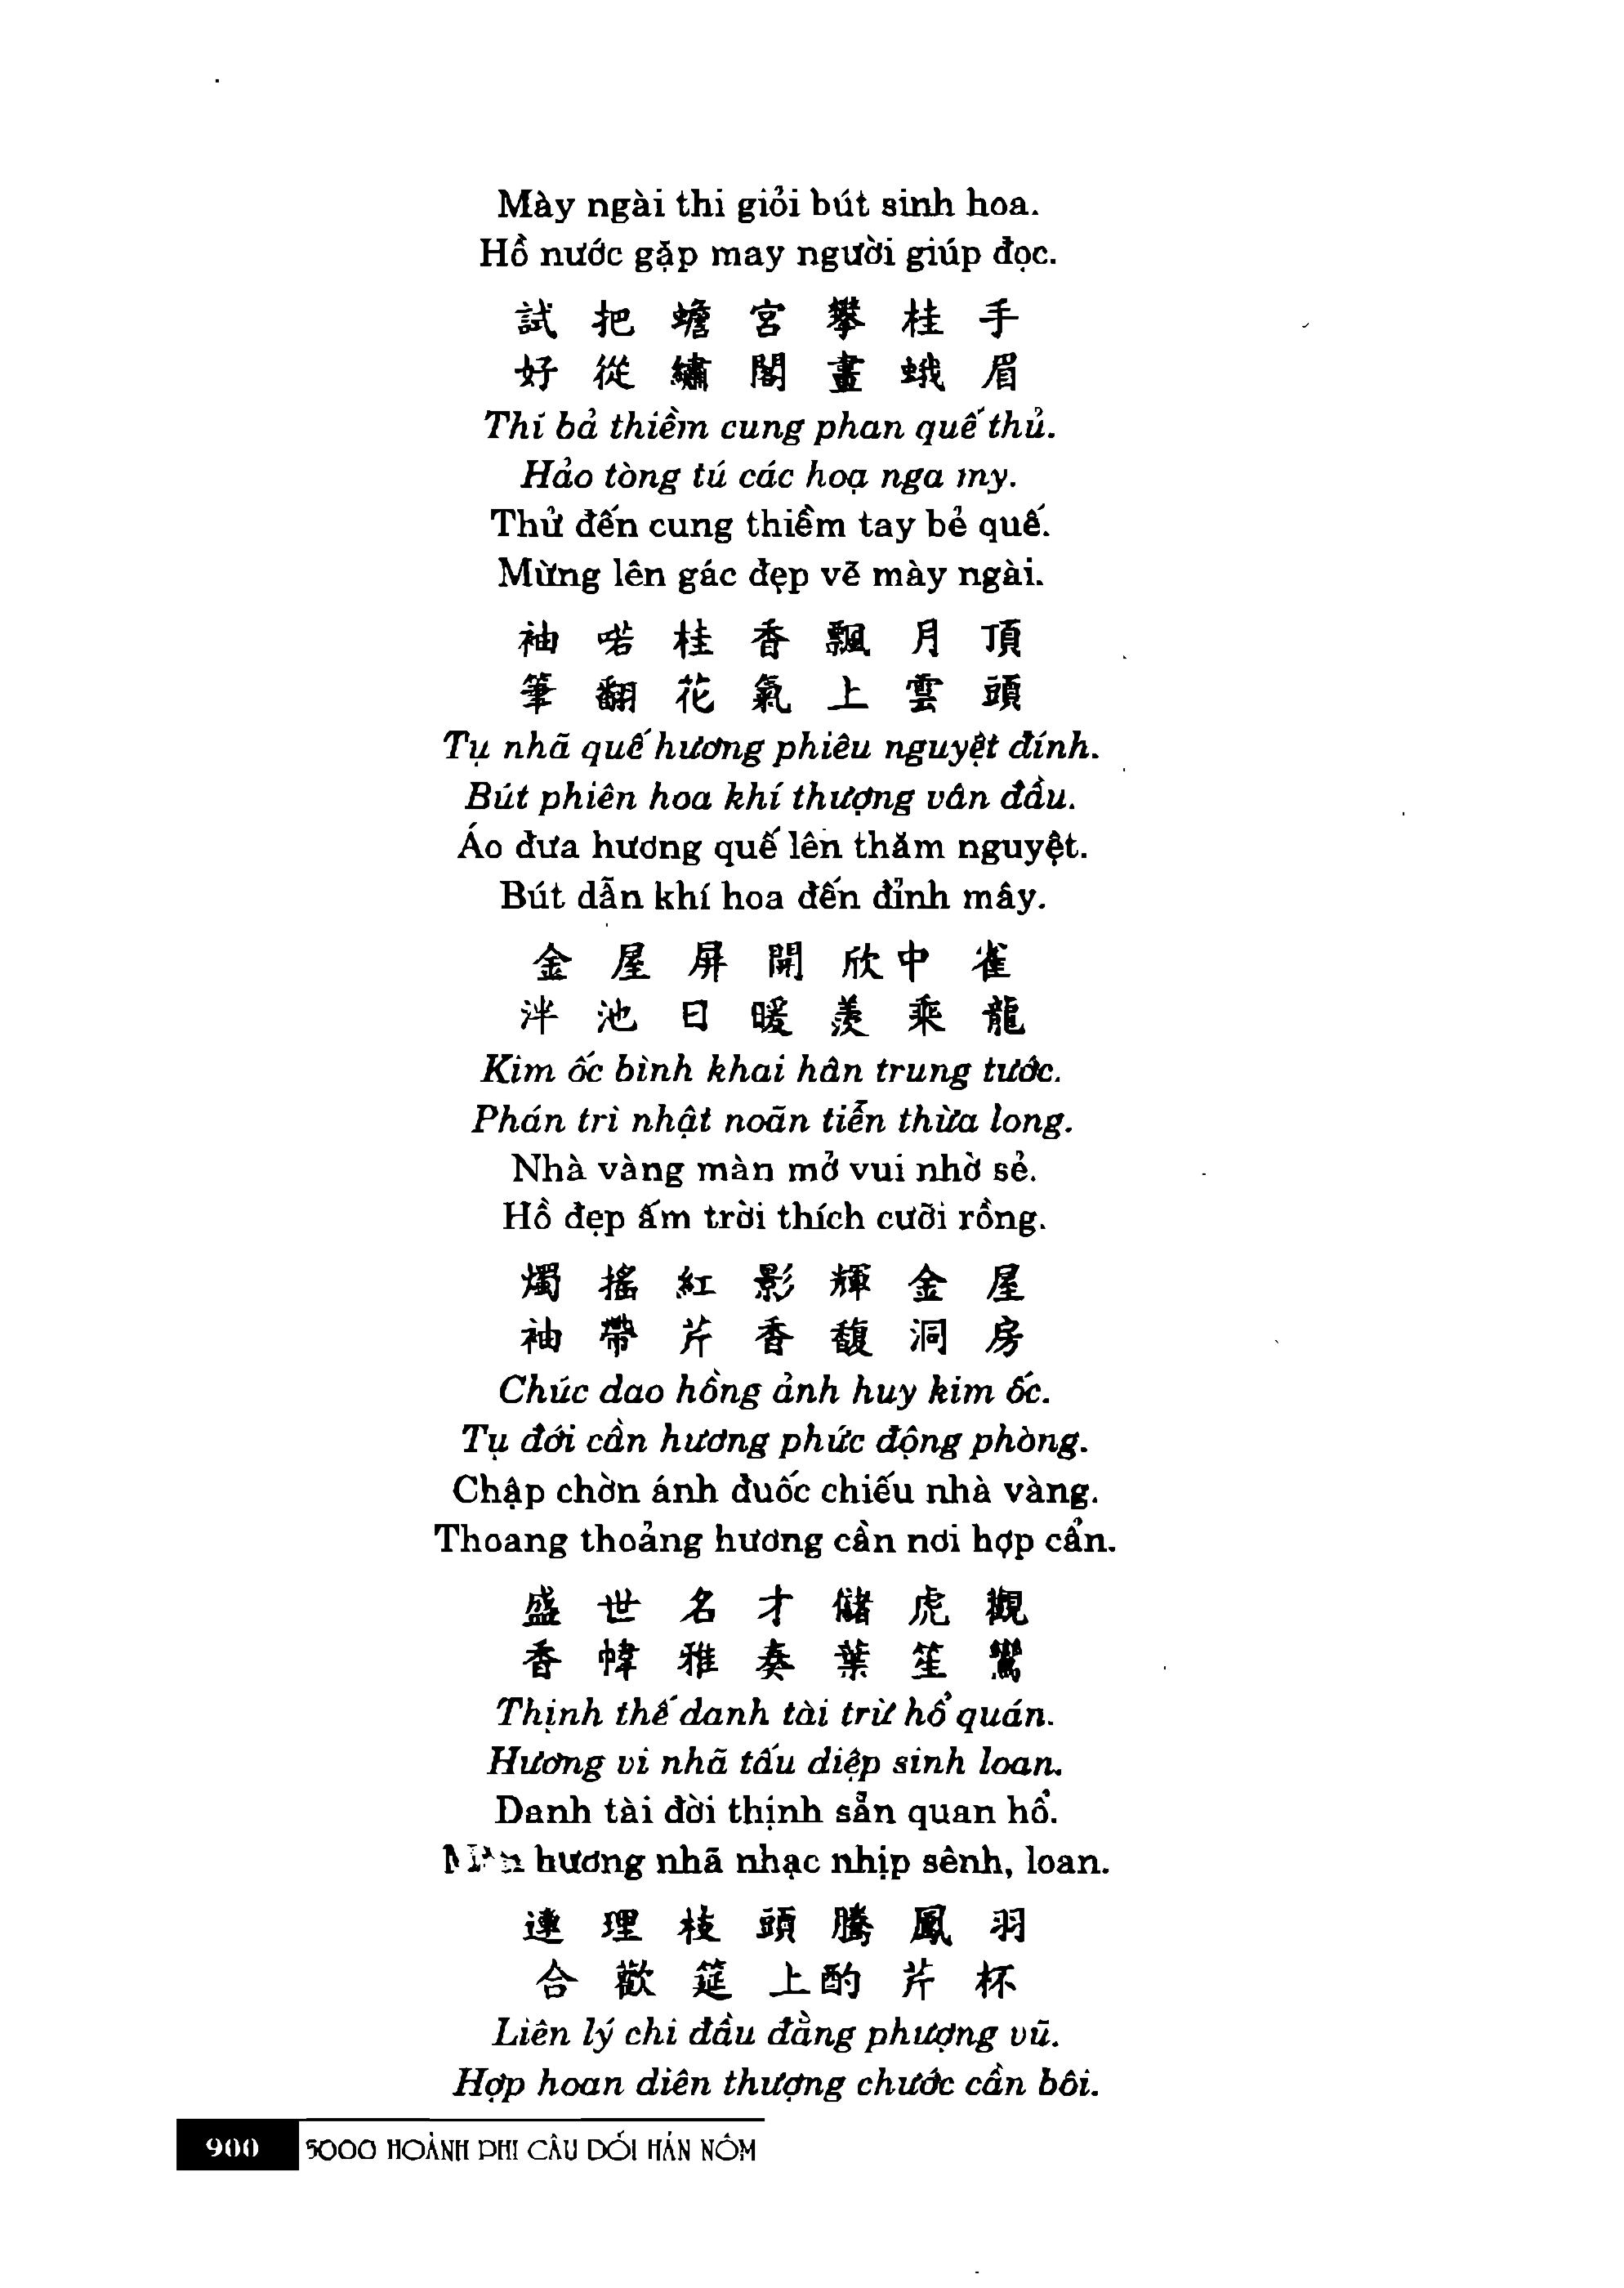 Mày ngài thi giỏi bút sinh hoa.
Hồ nước gặp may người giúp đọc.
試把蟾宮攀桂手
好從繡閣畫蛾眉
Thí bả thiềm cung phan quế thủ.
Hảo tòng tú các hoạ nga my.
Thử đến cung thiềm tay bẻ quế.
Mừng lên gác đẹp vẽ mày ngài.
袖喏桂香飄月頂
筆翻花氣上雲頭
Tụ nhã quế hương phiêu nguyệt đính.
Bút phiên hoa khí thượng vân đầu.
Áo đưa hương quế lên thăm nguyệt.
Bút dẫn khí hoa đến đỉnh mây.
金屋屏開欣中雀
泮池日暖羨乘龍
Kim ốc bình khai hân trung tước.
Phán trì nhật noãn tiễn thừa long.
Nhà vàng màn mở vui nhờ sẻ.
Hồ đẹp ấm trời thích cưỡi rồng.
燭搖紅影輝金屋
袖帶芹香馥洞房
Chúc dao hồng ảnh huy kim ốc.
Tụ đới cần hương phức động phòng.
Chập chờn ánh đuốc chiếu nhà vàng.
Thoang thoảng hương cần nơi hợp cẩn.
盛世名才儲虎觀
香幃雅奏葉笙鸞
Thịnh thế danh tài trừ hổ quán.
Hương vi nhã tấu diệp sinh loan.
Danh tài đời thịnh sẵn quan hổ.
hương nhã nhạc nhịp sênh, loan.
連理枝頭騰鳳羽
合歡筵上酌芹杯
Liên lý chi đầu đằng phượng vũ.
Hợp hoan diên thượng chước cần bôi.
900 5000 HOÀNH PHI CÂU DỐI HÁN NÔM